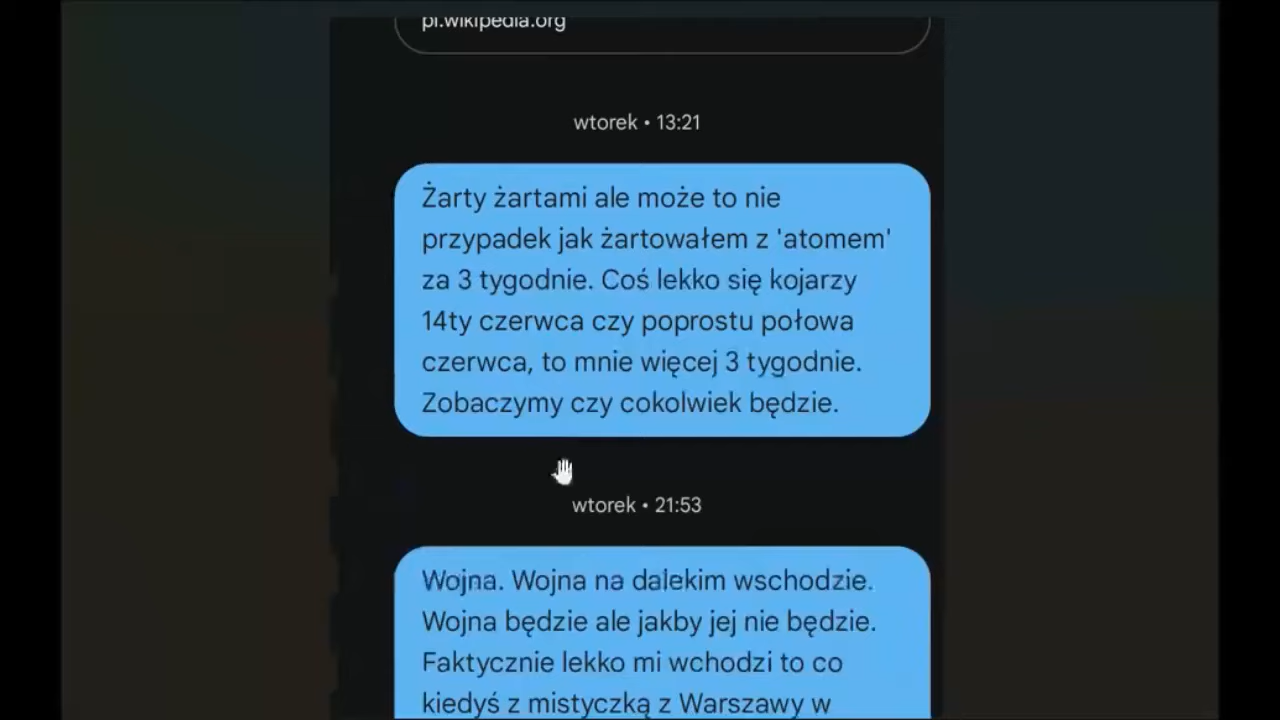 pl.wikipedia.org
wtorek • 13:21
Żarty żartami ale może to nie
przypadek jak żartowałem z 'atomem'
za 3 tygodnie. Coś lekko się kojarzy
14ty czerwca czy poprostu połowa
czerwca, to mnie więcej 3 tygodnie.
Zobaczymy czy cokolwiek będzie.
wtorek • 21:53
Wojna. Wojna na dalekim wschodzie.
Wojna będzie ale jakby jej nie będzie.
Faktycznie lekko mi wchodzi to co
kiedyś z mistyczką z Warszawy w